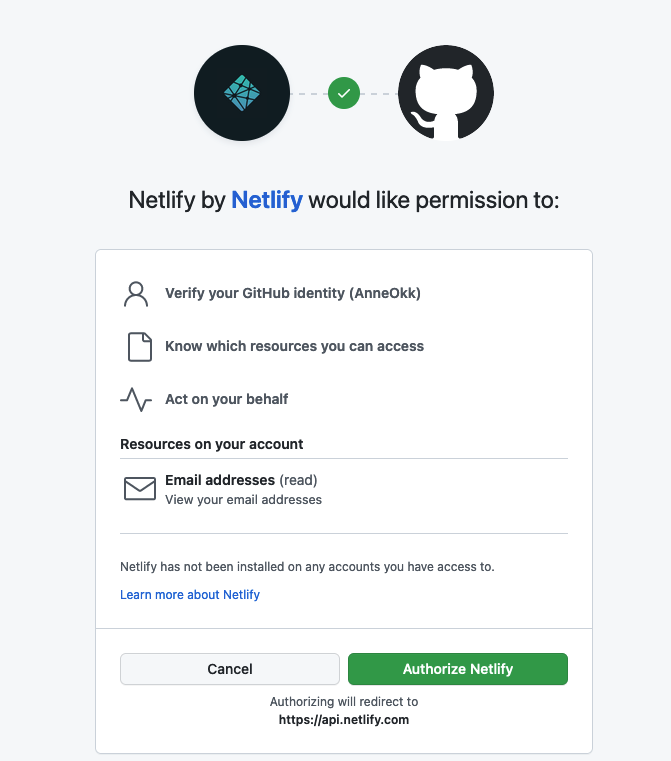 Netlify by Netlify would like permission to:
Verify your GitHub identity (AnneOkk)
Know which resources you can access
Act on your behalf
Resources on your account
Email addresses (read)
View your email addresses
Netlify has not been installed on any accounts you have access to.
Learn more about Netlify
Cancel
Authorize Netlify
Authorizing will redirect to
https://api.netlify.com